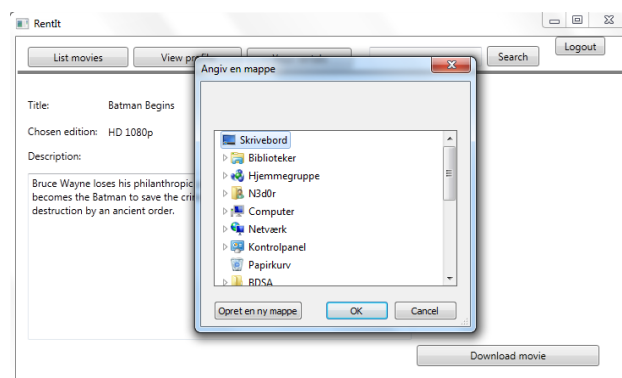 RentIt
Logout
List movies
View pr
Search
Angiv en mappe
Title:
Batman Begins
Chosen edition:
HD 1080p
Description:
Bruce Wayne loses his philanthropic
becomes the Batman to save the cri
destruction by an ancient order.
Skrivebord
Biblioteker
Hjemmegruppe
N3d0r
Computer
Netværk
Kontrolpanel
Papirkurv
BDSA
Opret en ny mappe
OK
Cancel
Download movie